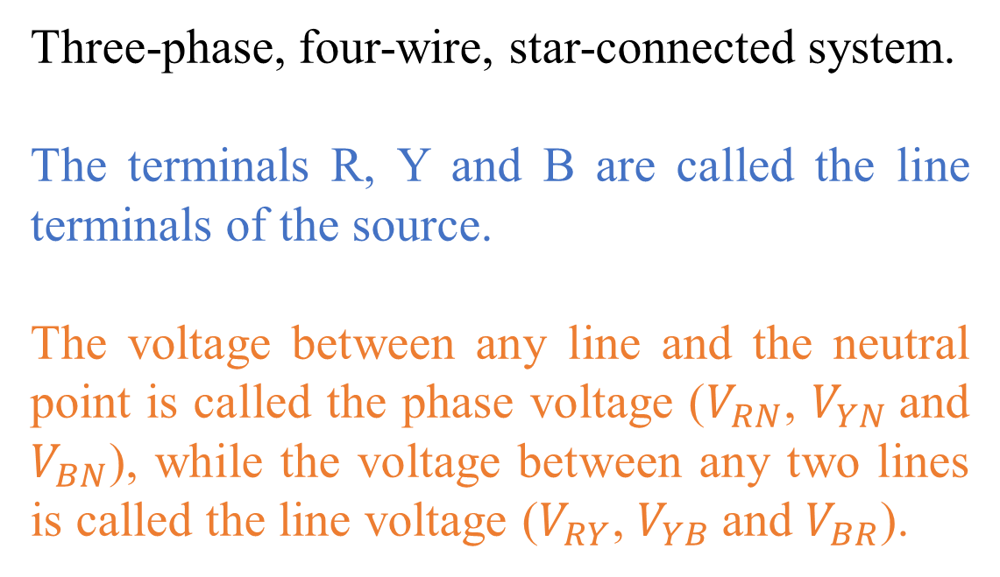 Three-phase, four-wire, star-connected system.
The terminals R, Y and B are called the line
terminals of the source.
The voltage between any line and the neutral
point is called the phase voltage (V_{RN}, V_{YN} and
V_{BN}), while the voltage between any two lines
is called the line voltage (V_{RY}, V_{YB} and V_{BR}).